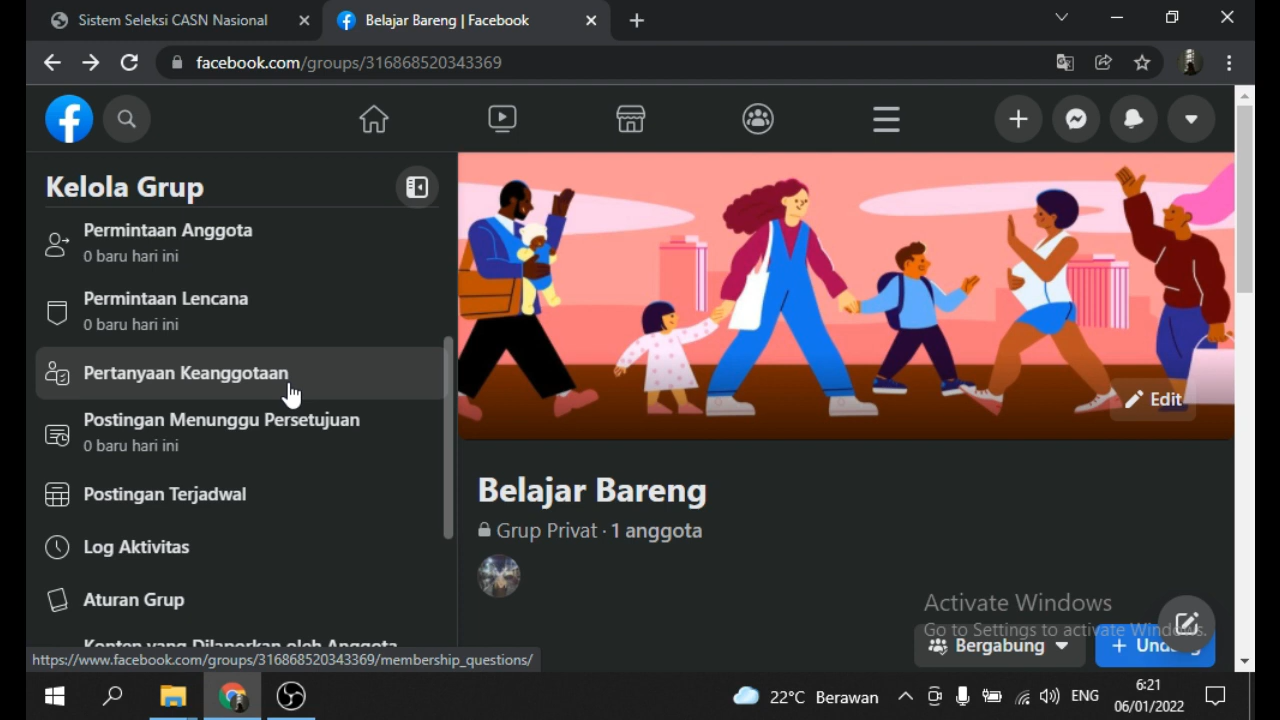 Sistem Seleksi CASN Nasional
Belajar Bareng | Facebook
facebook.com/groups/316868520343369
Kelola Grup
Permintaan Anggota
0 baru hari ini
Permintaan Lencana
0 baru hari ini
Pertanyaan Keanggotaan
Postingan Menunggu Persetujuan
0 baru hari ini
Postingan Terjadwal
Log Aktivitas
Aturan Grup
Konten yang Dilaporkan oleh Anggota
https://www.facebook.com/groups/316868520343369/membership_questions/
Edit
Belajar Bareng
Grup Privat · 1 anggota
Activate Windows
Go to Settings to activate Windows.
Bergabung
+
22°C Berawan
ENG
6:21
06/01/2022